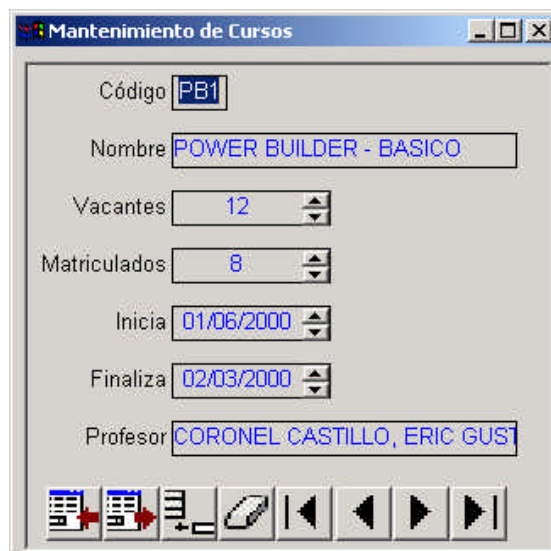 Mantenimiento de Cursos
Código PB1
Nombre POWER BUILDER - BASICO
Vacantes 12
Matriculados 8
Inicia 01/06/2000
Finaliza 02/03/2000
Profesor CORONEL CASTILLO, ERIC GUST